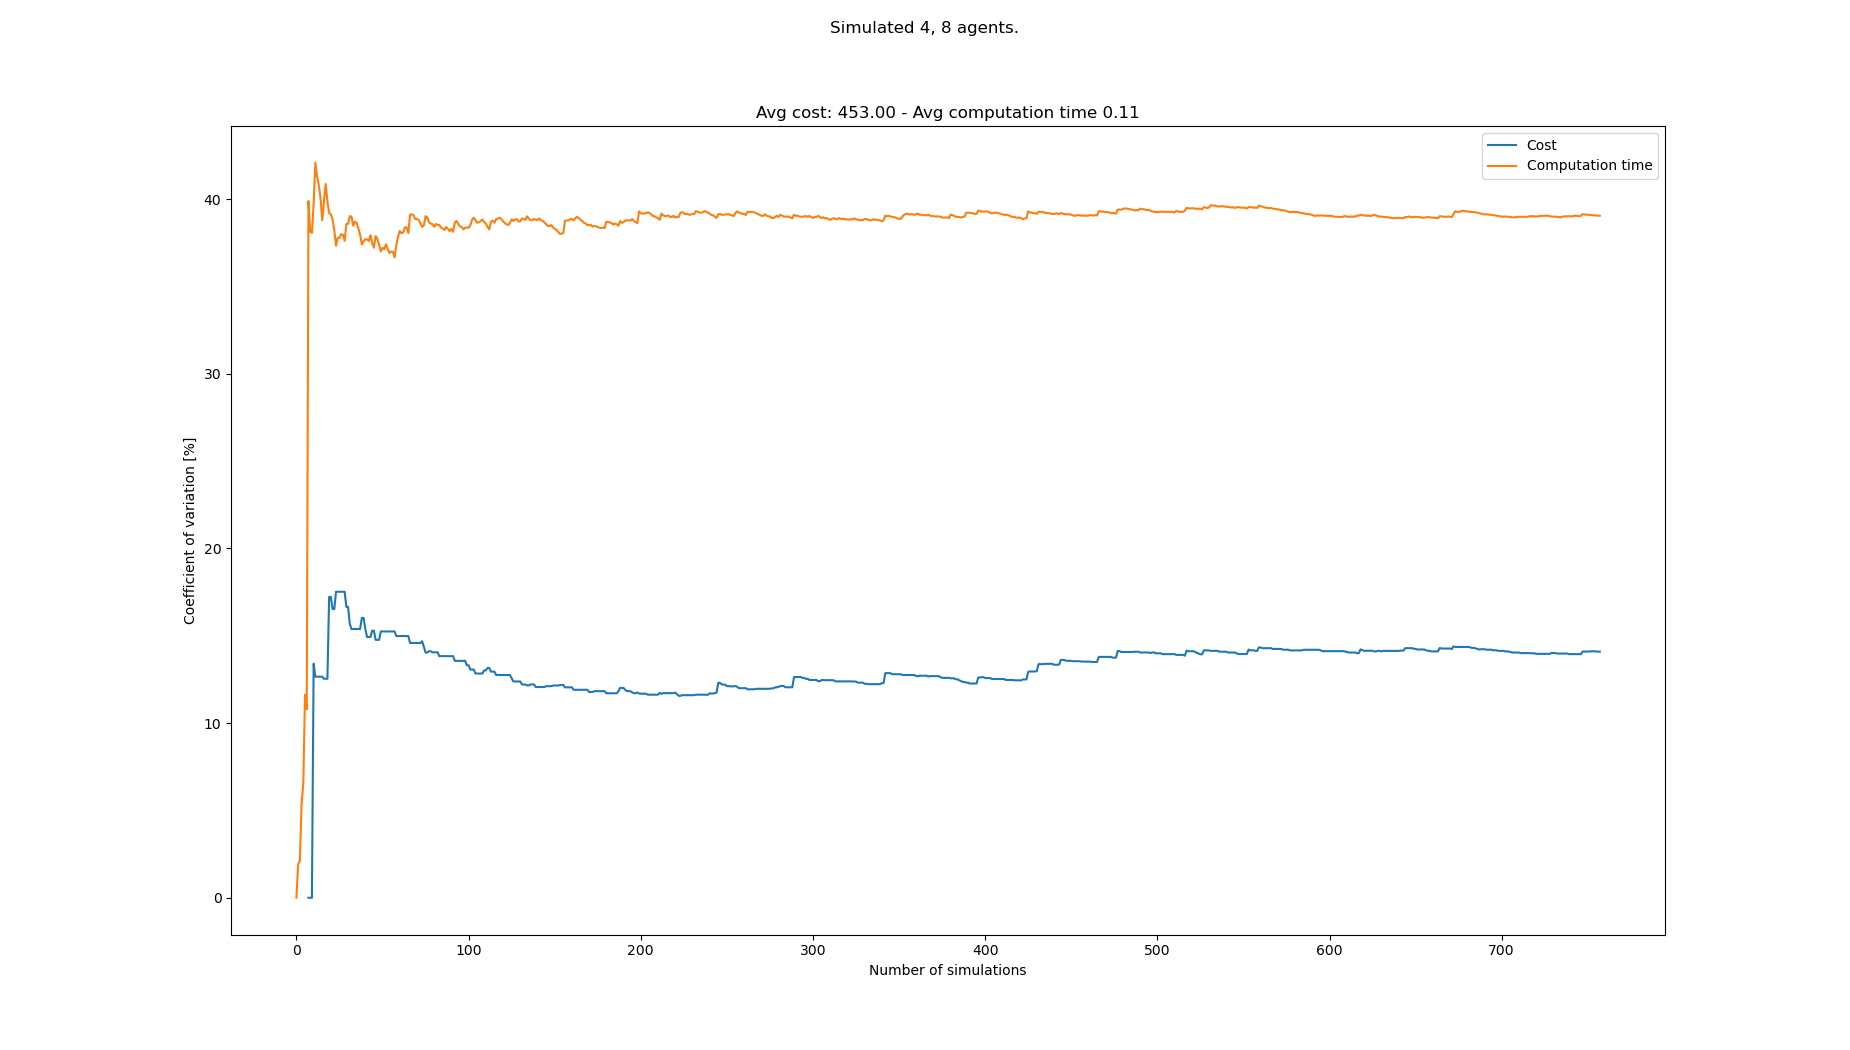 Simulated 4, 8 agents.
Avg cost: 453.00 - Avg computation time 0.11
Cost
Computation time
40
30
20
10
0
Coefficient of variation [%]
0 100 200 300 400 500 600 700
Number of simulations